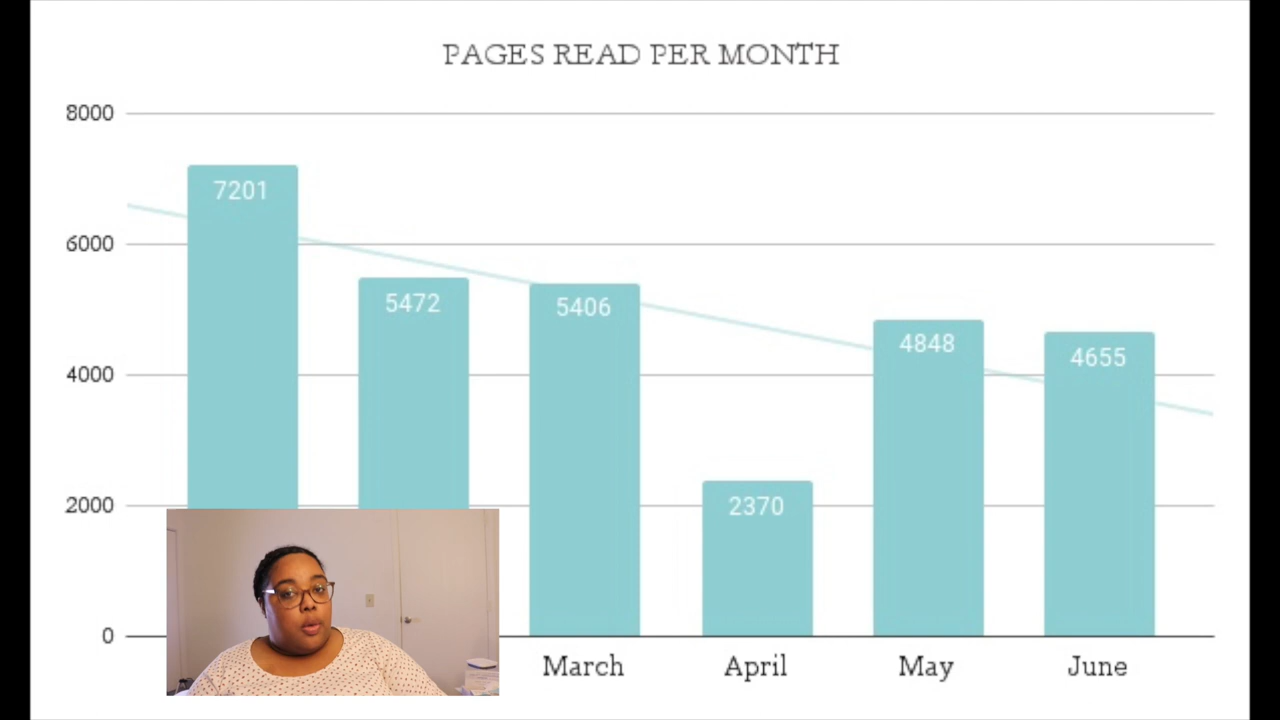 PAGES READ PER MONTH
8000
7201
6000
5472
5406
4848
4655
4000
2370
2000
0
March
April
May
June